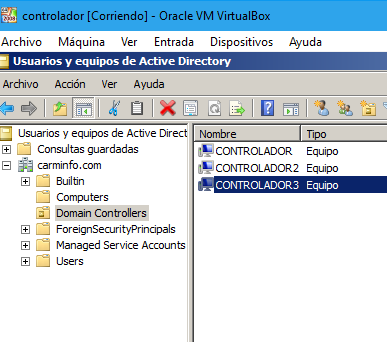 controlador [Corriendo] - Oracle VM VirtualBox
Archivo Máquina Ver Entrada Dispositivos Ayuda
Usuarios y equipos de Active Directory
Archivo Acción Ver Ayuda
Usuarios y equipos de Active Direct
Consultas guardadas
carminfo.com
Builtin
Computers
Domain Controllers
ForeignSecurityPrincipals
Managed Service Accounts
Users
Nombre Tipo
CONTROLADOR Equipo
CONTROLADOR2 Equipo
CONTROLADOR3 Equipo